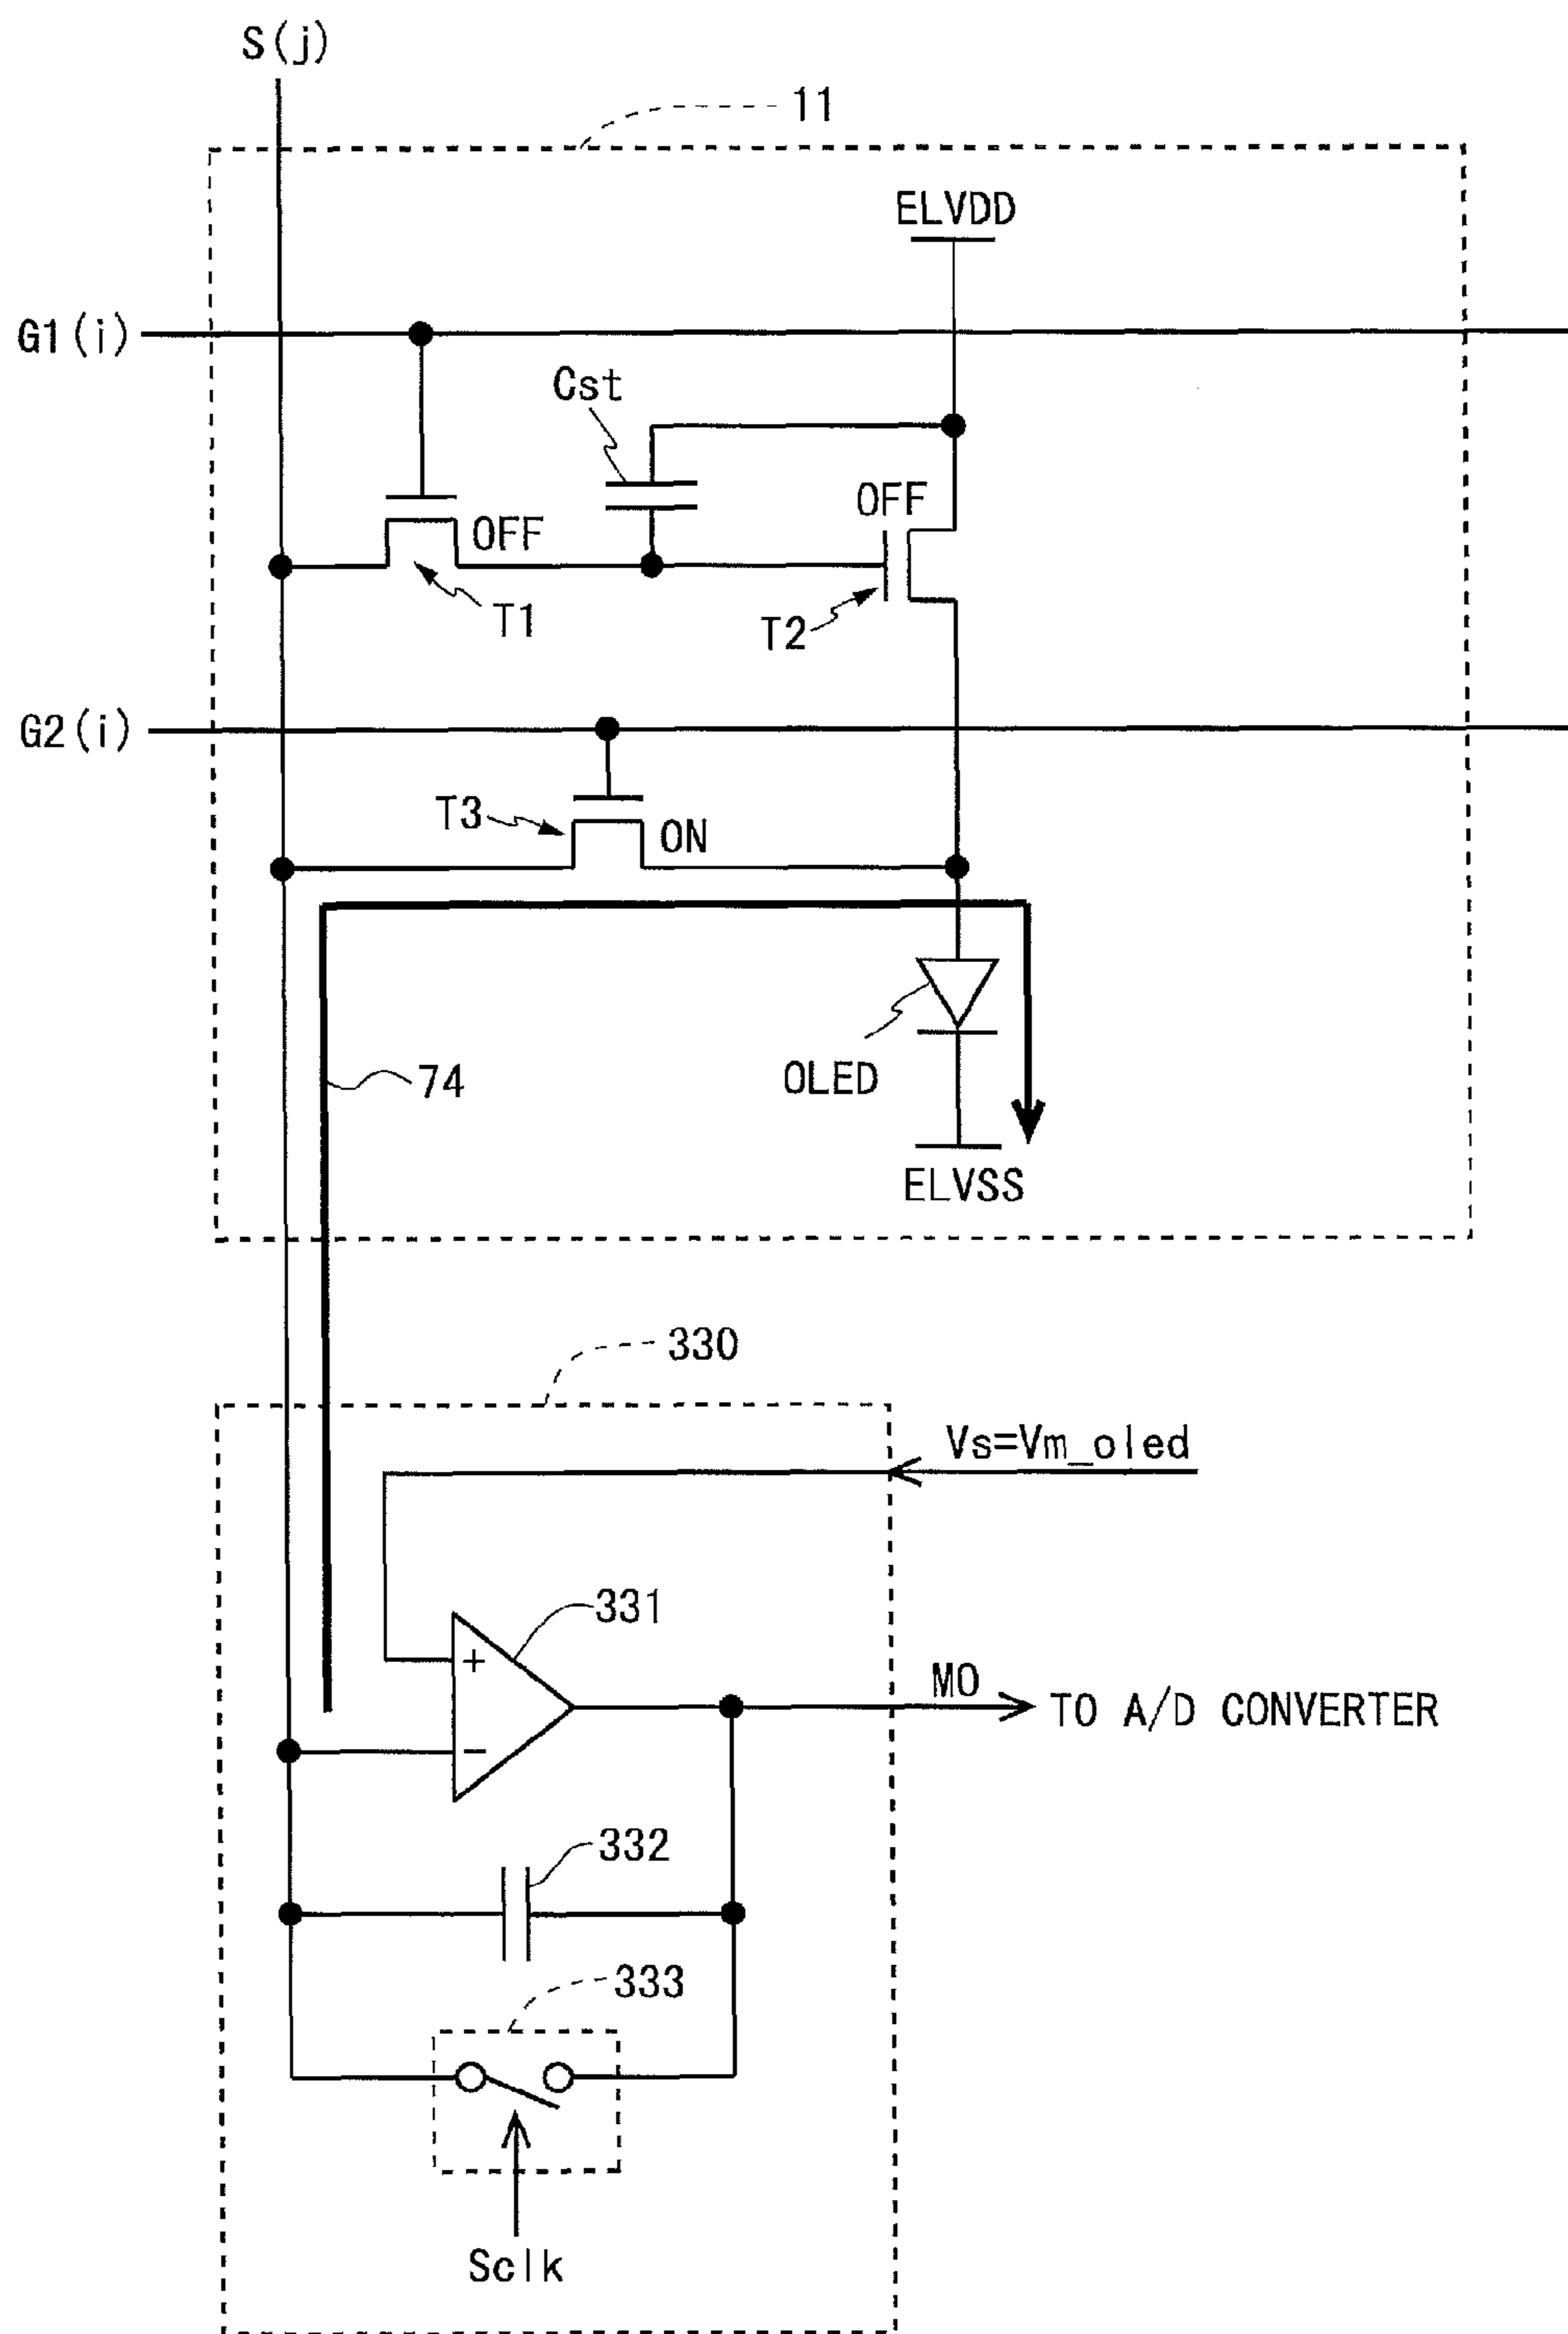 S(j)
11
ELVDD
G1(i)
Cst
OFF
OFF
T1
T2
G2(i)
T3
ON
74
OLED
ELVSS
330
Vs=Vm_oled
331
+
MO
TO A/D CONVERTER
−
332
333
Sclk